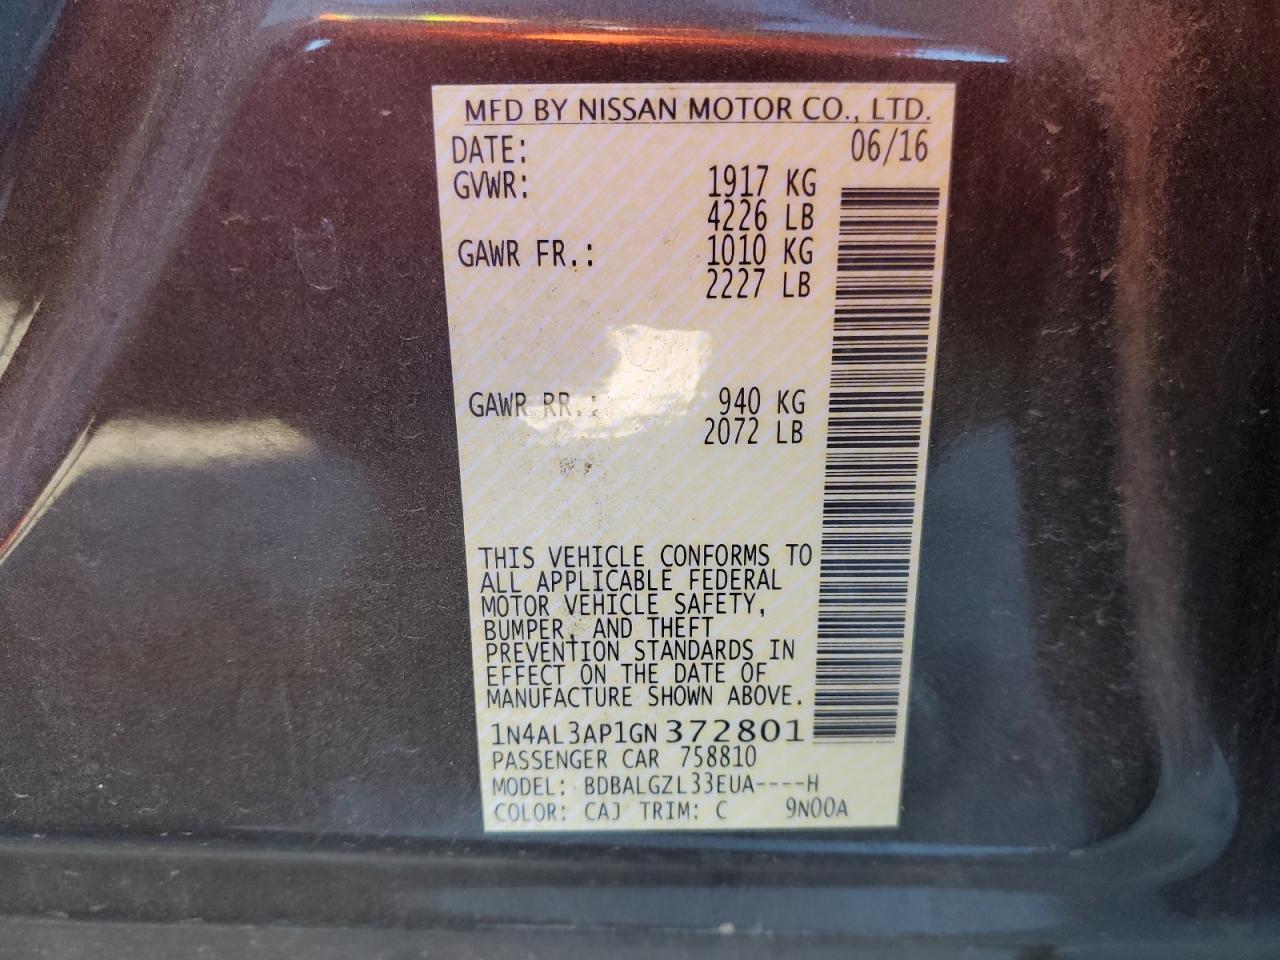 MFD BY NISSAN MOTOR CO., LTD.
DATE: 06/16
GVWR: 1917 KG
4226 LB
GAWR FR.: 1010 KG
2227 LB
GAWR RR.: 940 KG
2072 LB
THIS VEHICLE CONFORMS TO
ALL APPLICABLE FEDERAL
MOTOR VEHICLE SAFETY,
BUMPER, AND THEFT
PREVENTION STANDARDS IN
EFFECT ON THE DATE OF
MANUFACTURE SHOWN ABOVE.
1N4AL3AP1GN372801
PASSENGER CAR 758810
MODEL: BDBALGZL33EUA----H
COLOR: CAJ TRIM: C 9N00A